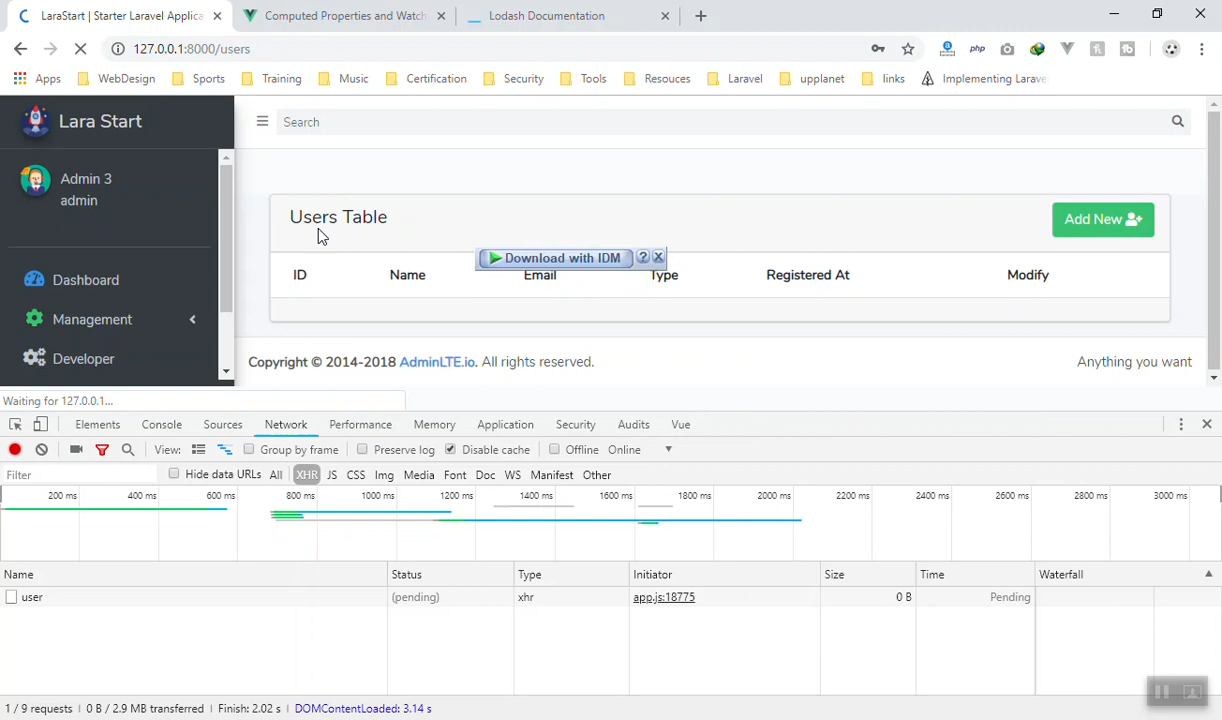 LaraStart | Starter Laravel Applica
Computed Properties and Watch
Lodash Documentation
127.0.0.1:8000/users
php
Apps WebDesign Sports Training Music Certification Security Tools Resouces Laravel upplanet links Implementing Larave
Lara Start
Search
Admin 3
admin
Users Table
Add New
Download with IDM ?
ID Name Email Type Registered At Modify
Dashboard
Management
Developer
Copyright © 2014-2018 AdminLTE.io. All rights reserved.
Anything you want
Waiting for 127.0.0.1...
Elements Console Sources Network Performance Memory Application Security Audits Vue
View: Group by frame Preserve log Disable cache Offline Online
Filter Hide data URLs All XHR JS CSS Img Media Font Doc WS Manifest Other
200 ms 400 ms 600 ms 800 ms 1000 ms 1200 ms 1400 ms 1600 ms 1800 ms 2000 ms 2200 ms 2400 ms 2600 ms 2800 ms 3000 ms
Name Status Type Initiator Size Time Waterfall
user (pending) xhr app.js:18775 0 B Pending
1 / 9 requests | 0 B / 2.9 MB transferred | Finish: 2.02 s | DOMContentLoaded: 3.14 s